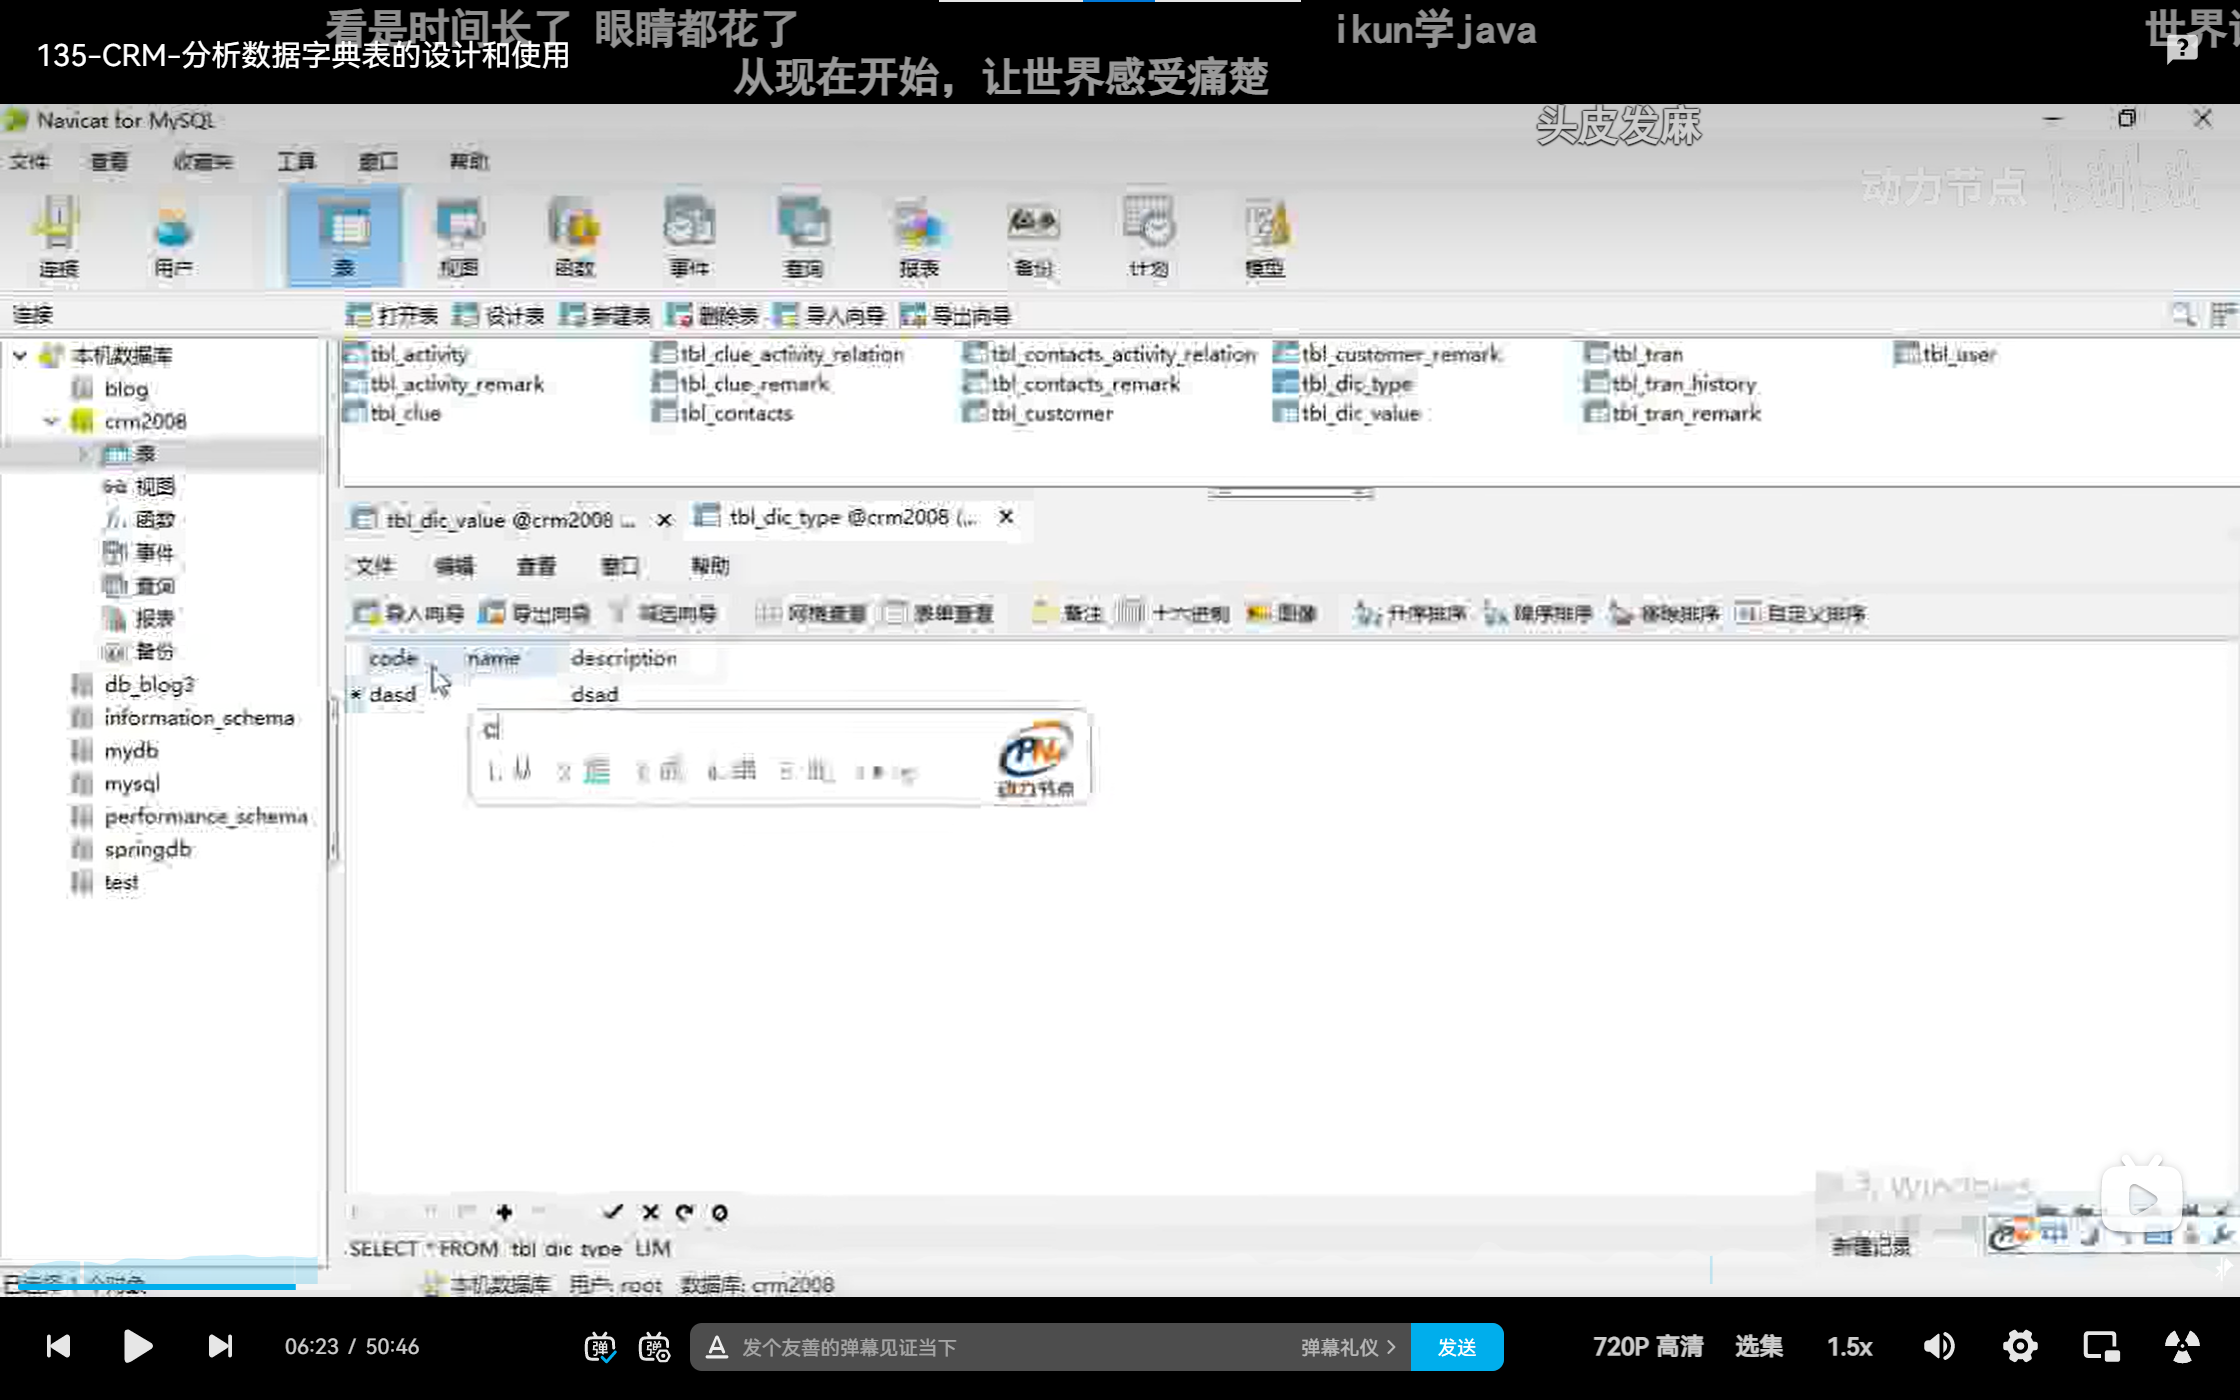 看是时间长了 眼睛都花了
ikun学java
世界
135-CRM-分析数据字典表的设计和使用
从现在开始，让世界感受痛楚
头皮发麻
Navicat for MySQL
动力节点 bilibili
文件 查看 收藏夹 工具 窗口 帮助
连接 用户 表 视图 函数 事件 查询 报表 备份 计划 模型
连接
打开表 设计表 新建表 删除表 导入向导 导出向导
本机数据库
blog
crm2008
表
视图
函数
事件
查询
报表
备份
db_blog3
information_schema
mydb
mysql
performance_schema
springdb
test
tbl_activity tbl_clue_activity_relation tbl_contacts_activity_relation tbl_customer_remark tbl_tran tbl_user
tbl_activity_remark tbl_clue_remark tbl_contacts_remark tbl_dic_type tbl_tran_history
tbl_clue tbl_contacts tbl_customer tbl_dic_value tbl_tran_remark
tbl_dic_value @crm2008 ... tbl_dic_type @crm2008 (...
文件 编辑 查看 窗口 帮助
导入向导 导出向导 筛选向导 网格查看 表单查看 备注 十六进制 图像 升序排序 降序排序 移除排序 自定义排序
code name description
* dasd dsad
动力节点
SELECT * FROM tbl_dic_type LIM
新建记录
已选择 1 个对象
本机数据库 用户: root 数据库: crm2008
06:23 / 50:46
弹 弹
发个友善的弹幕见证当下
弹幕礼仪 >
发送
720P 高清 选集 1.5x